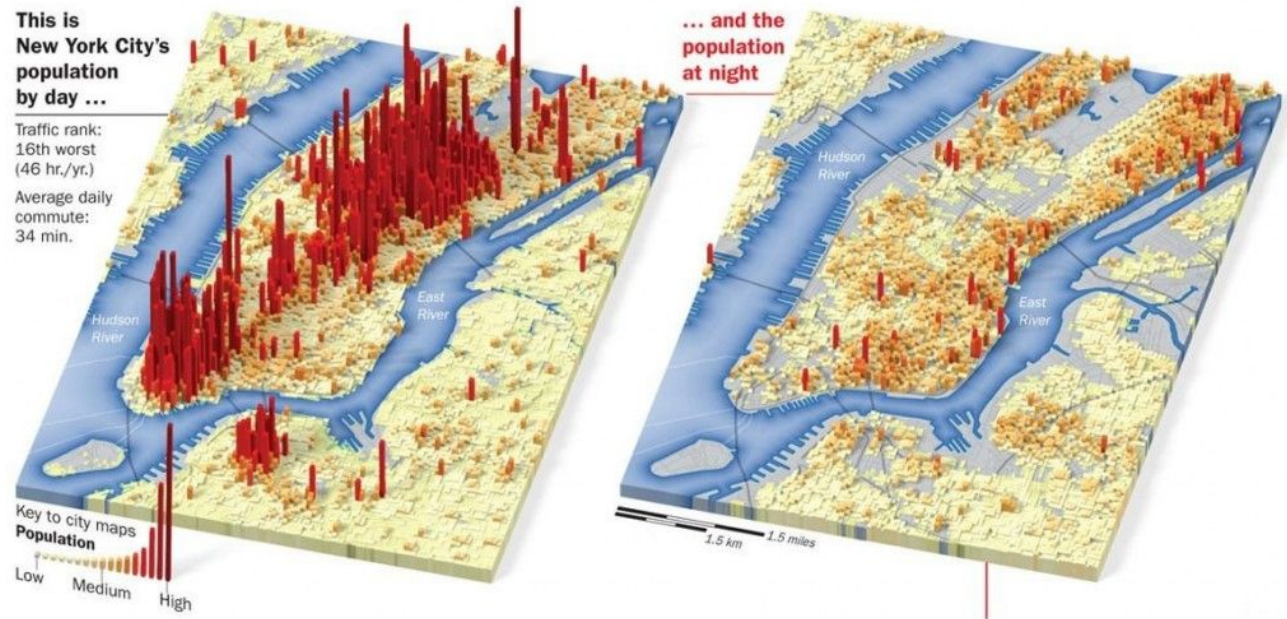 This is
New York City's
population
by day ...
Traffic rank:
16th worst
(46 hr./yr.)
Average daily
commute:
34 min.
Hudson
River
East
River
Key to city maps
Population
Low
Medium
High
... and the
population
at night
Hudson
River
East
River
1.5 km
1.5 miles